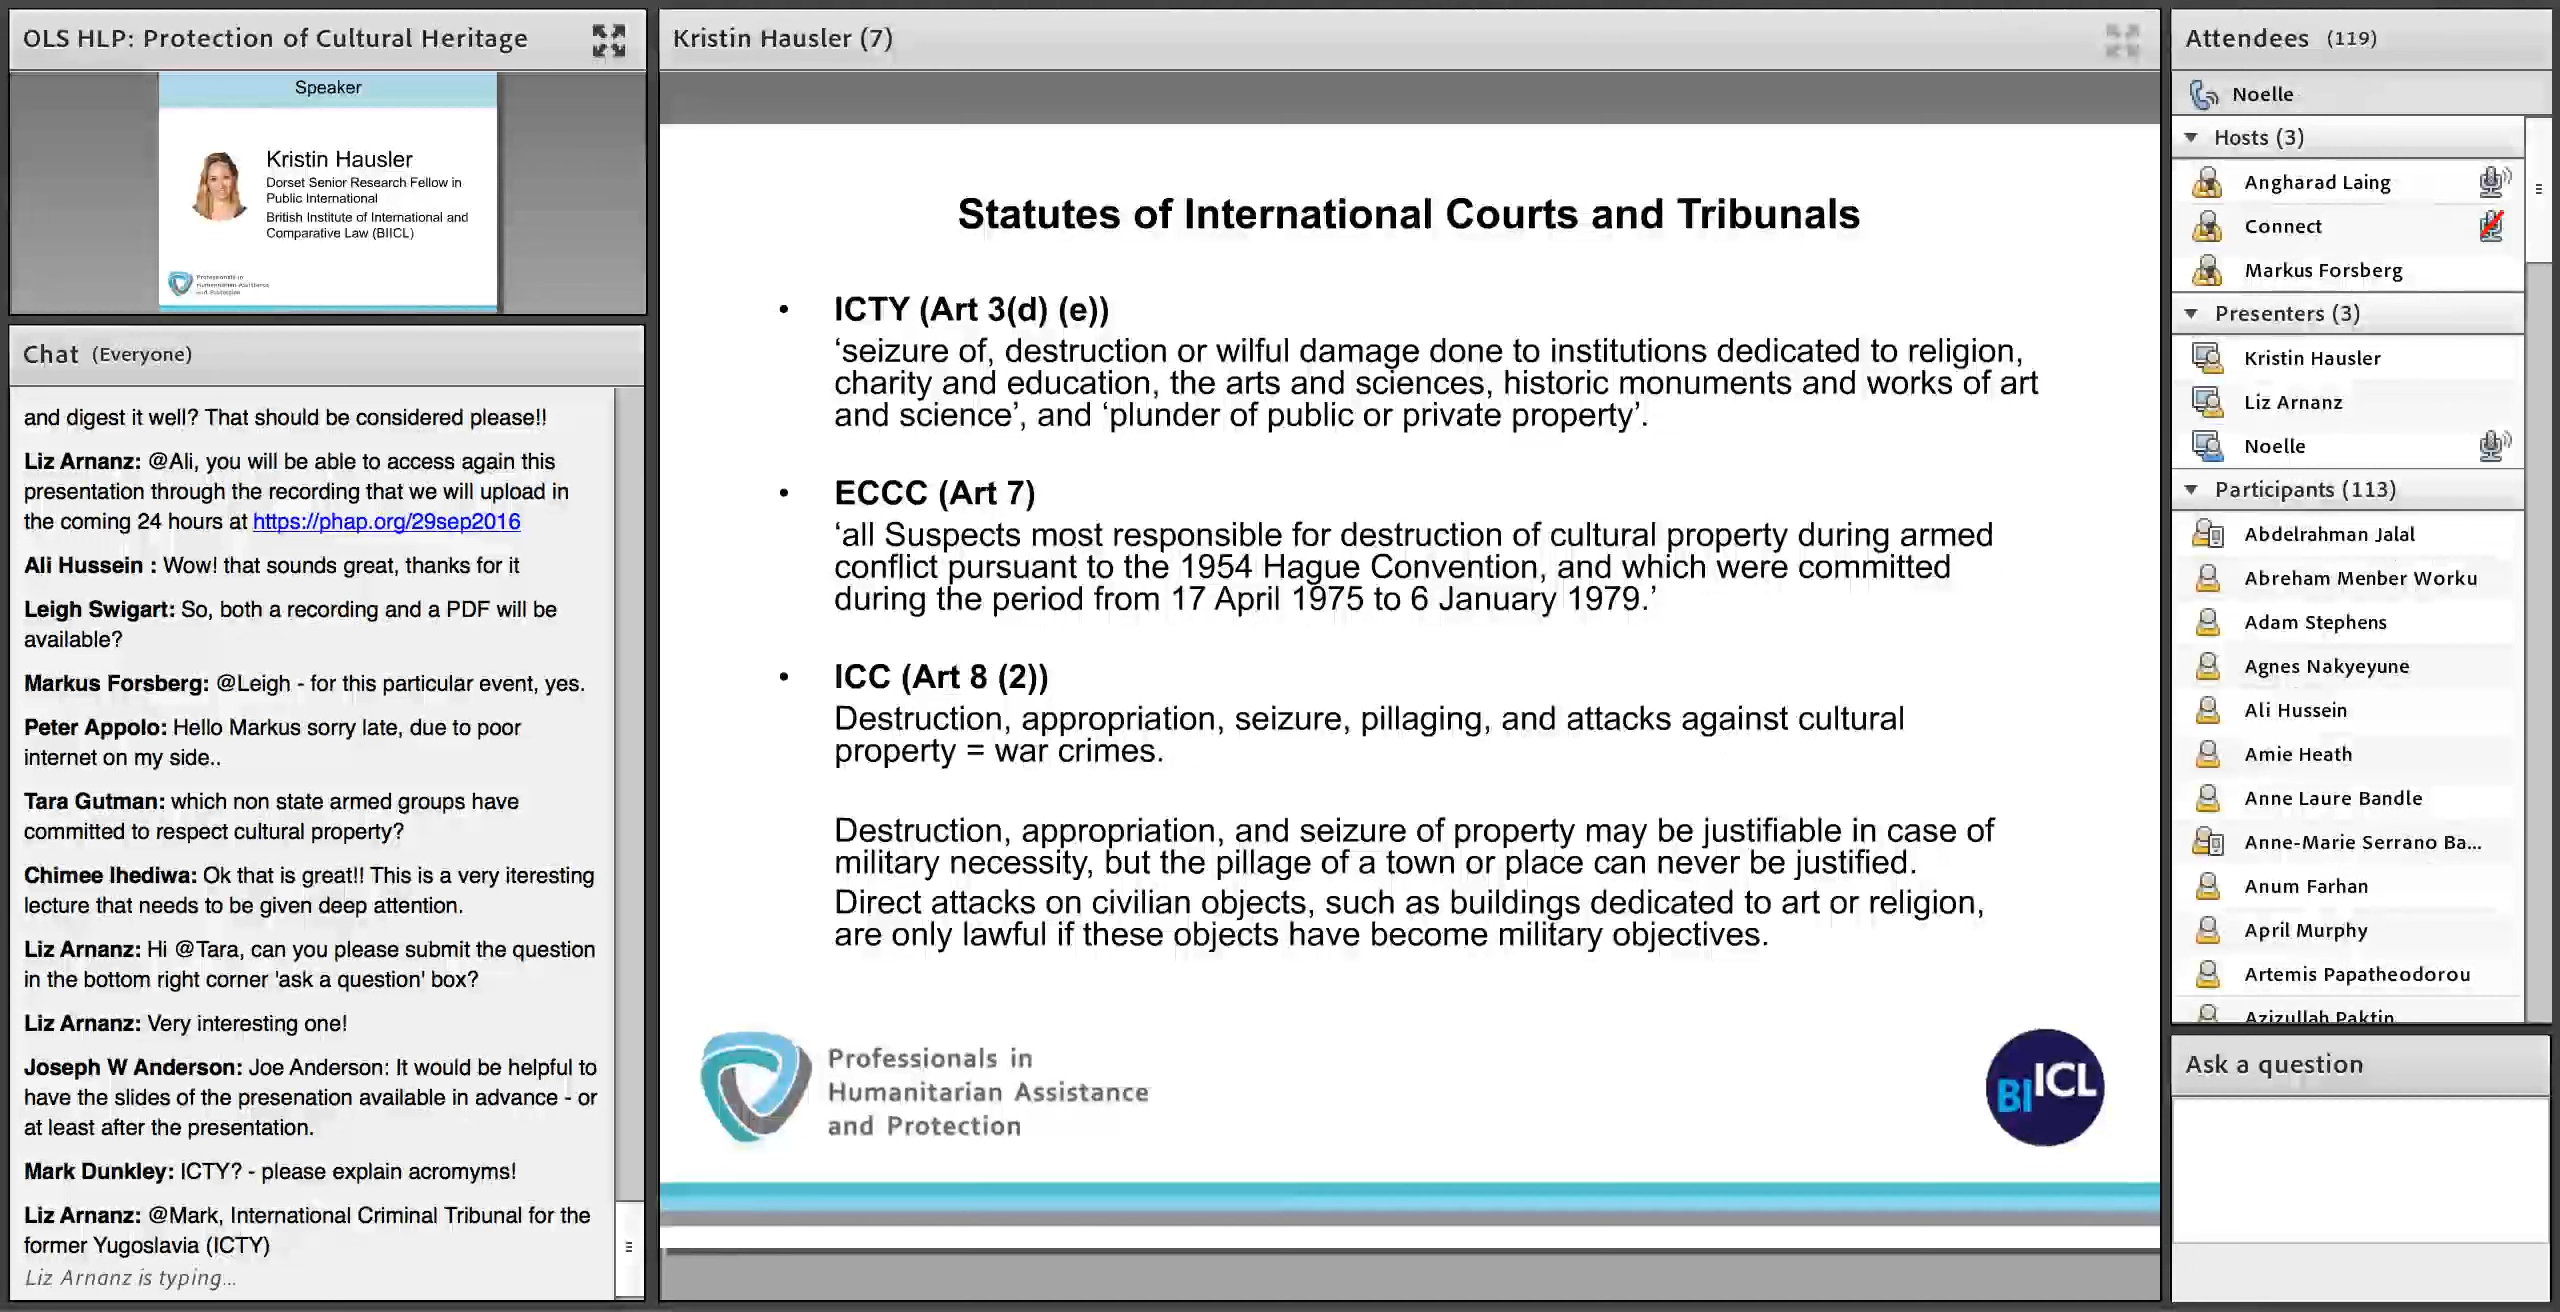 OLS HLP: Protection of Cultural Heritage
Speaker
Kristin Hausler
Dorset Senior Research Fellow in
Public International
British Institute of International and
Comparative Law (BIICL)
Professionals in
Humanitarian Assistance
and Protection
Chat (Everyone)
and digest it well? That should be considered please!!
Liz Arnanz: @Ali, you will be able to access again this
presentation through the recording that we will upload in
the coming 24 hours at https://phap.org/29sep2016
Ali Hussein : Wow! that sounds great, thanks for it
Leigh Swigart: So, both a recording and a PDF will be
available?
Markus Forsberg: @Leigh - for this particular event, yes.
Peter Appolo: Hello Markus sorry late, due to poor
internet on my side..
Tara Gutman: which non state armed groups have
committed to respect cultural property?
Chimee Ihediwa: Ok that is great!! This is a very iteresting
lecture that needs to be given deep attention.
Liz Arnanz: Hi @Tara, can you please submit the question
in the bottom right corner 'ask a question' box?
Liz Arnanz: Very interesting one!
Joseph W Anderson: Joe Anderson: It would be helpful to
have the slides of the presenation available in advance - or
at least after the presentation.
Mark Dunkley: ICTY? - please explain acromyms!
Liz Arnanz: @Mark, International Criminal Tribunal for the
former Yugoslavia (ICTY)
Liz Arnanz is typing...
Kristin Hausler (7)
Statutes of International Courts and Tribunals
• ICTY (Art 3(d) (e))
‘seizure of, destruction or wilful damage done to institutions dedicated to religion,
charity and education, the arts and sciences, historic monuments and works of art
and science’, and ‘plunder of public or private property’.
• ECCC (Art 7)
‘all Suspects most responsible for destruction of cultural property during armed
conflict pursuant to the 1954 Hague Convention, and which were committed
during the period from 17 April 1975 to 6 January 1979.’
• ICC (Art 8 (2))
Destruction, appropriation, seizure, pillaging, and attacks against cultural
property = war crimes.
Destruction, appropriation, and seizure of property may be justifiable in case of
military necessity, but the pillage of a town or place can never be justified.
Direct attacks on civilian objects, such as buildings dedicated to art or religion,
are only lawful if these objects have become military objectives.
Professionals in
Humanitarian Assistance
and Protection
BIICL
Attendees (119)
Noelle
Hosts (3)
Angharad Laing
Connect
Markus Forsberg
Presenters (3)
Kristin Hausler
Liz Arnanz
Noelle
Participants (113)
Abdelrahman Jalal
Abreham Menber Worku
Adam Stephens
Agnes Nakyeyune
Ali Hussein
Amie Heath
Anne Laure Bandle
Anne-Marie Serrano Ba...
Anum Farhan
April Murphy
Artemis Papatheodorou
Azizullah Paktin
Ask a question